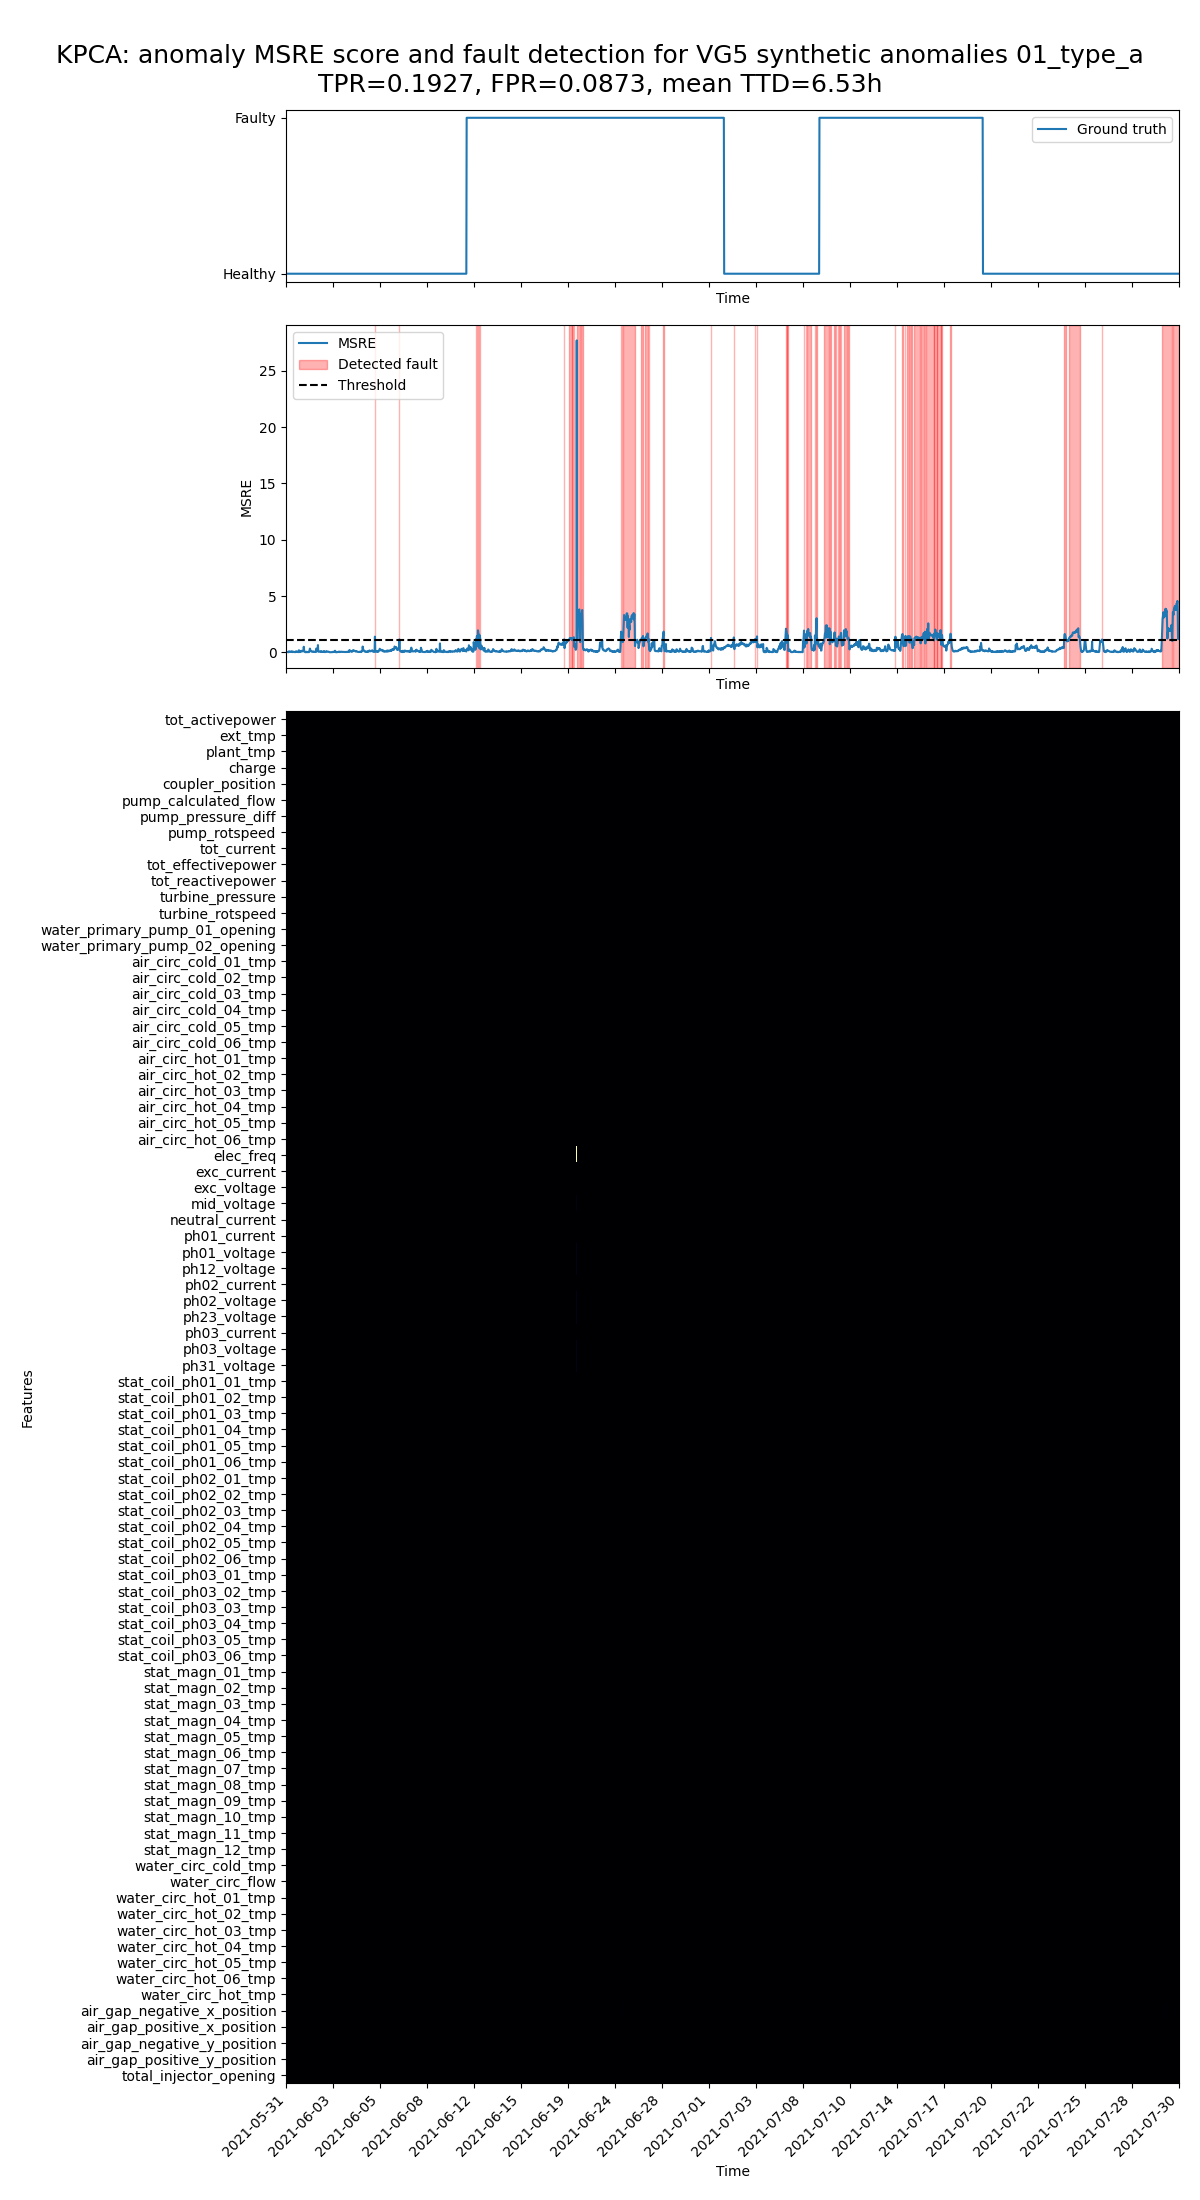 KPCA: anomaly MSRE score and fault detection for VG5 synthetic anomalies 01_type_a
TPR=0.1927, FPR=0.0873, mean TTD=6.53h
Faulty
Healthy
Ground truth
Time
MSRE
Detected fault
Threshold
25
20
15
10
5
0
MSRE
Time
tot_activepower
ext_tmp
plant_tmp
charge
coupler_position
pump_calculated_flow
pump_pressure_diff
pump_rotspeed
tot_current
tot_effectivepower
tot_reactivepower
turbine_pressure
turbine_rotspeed
water_primary_pump_01_opening
water_primary_pump_02_opening
air_circ_cold_01_tmp
air_circ_cold_02_tmp
air_circ_cold_03_tmp
air_circ_cold_04_tmp
air_circ_cold_05_tmp
air_circ_cold_06_tmp
air_circ_hot_01_tmp
air_circ_hot_02_tmp
air_circ_hot_03_tmp
air_circ_hot_04_tmp
air_circ_hot_05_tmp
air_circ_hot_06_tmp
elec_freq
exc_current
exc_voltage
mid_voltage
neutral_current
ph01_current
ph01_voltage
ph12_voltage
ph02_current
ph02_voltage
ph23_voltage
ph03_current
ph03_voltage
ph31_voltage
stat_coil_ph01_01_tmp
stat_coil_ph01_02_tmp
stat_coil_ph01_03_tmp
stat_coil_ph01_04_tmp
stat_coil_ph01_05_tmp
stat_coil_ph01_06_tmp
stat_coil_ph02_01_tmp
stat_coil_ph02_02_tmp
stat_coil_ph02_03_tmp
stat_coil_ph02_04_tmp
stat_coil_ph02_05_tmp
stat_coil_ph02_06_tmp
stat_coil_ph03_01_tmp
stat_coil_ph03_02_tmp
stat_coil_ph03_03_tmp
stat_coil_ph03_04_tmp
stat_coil_ph03_05_tmp
stat_coil_ph03_06_tmp
stat_magn_01_tmp
stat_magn_02_tmp
stat_magn_03_tmp
stat_magn_04_tmp
stat_magn_05_tmp
stat_magn_06_tmp
stat_magn_07_tmp
stat_magn_08_tmp
stat_magn_09_tmp
stat_magn_10_tmp
stat_magn_11_tmp
stat_magn_12_tmp
water_circ_cold_tmp
water_circ_flow
water_circ_hot_01_tmp
water_circ_hot_02_tmp
water_circ_hot_03_tmp
water_circ_hot_04_tmp
water_circ_hot_05_tmp
water_circ_hot_06_tmp
water_circ_hot_tmp
air_gap_negative_x_position
air_gap_positive_x_position
air_gap_negative_y_position
air_gap_positive_y_position
total_injector_opening
Features
2021-05-31
2021-06-03
2021-06-05
2021-06-08
2021-06-12
2021-06-15
2021-06-19
2021-06-24
2021-06-28
2021-07-01
2021-07-03
2021-07-08
2021-07-10
2021-07-14
2021-07-17
2021-07-20
2021-07-22
2021-07-25
2021-07-28
2021-07-30
Time